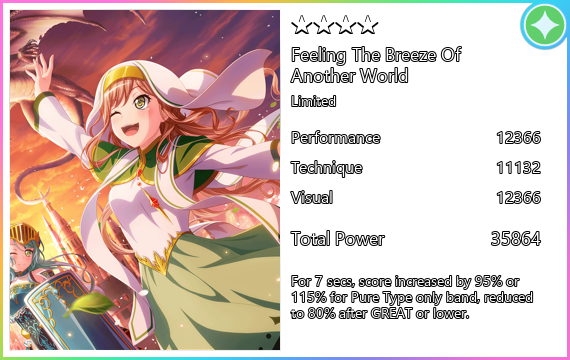 Feeling The Breeze Of
Another World
Limited
Performance 12366
Technique 11132
Visual 12366
Total Power 35864
For 7 secs, score increased by 95% or
115% for Pure Type only band, reduced
to 80% after GREAT or lower.